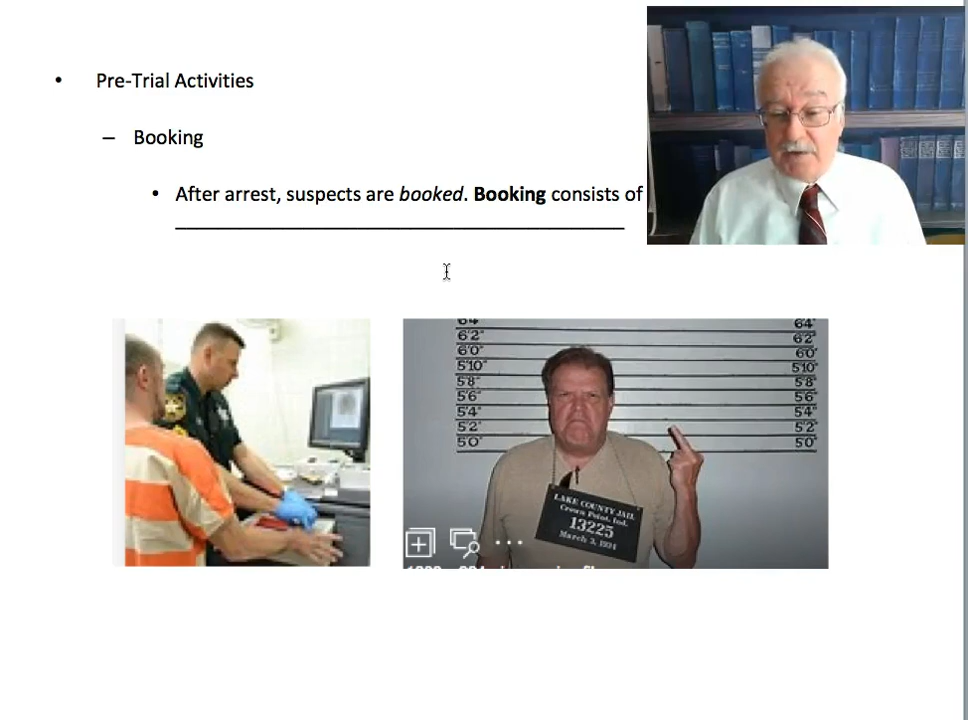 • Pre-Trial Activities
– Booking
• After arrest, suspects are booked. Booking consists of
64" 64"
6'2" 6'2"
6'0" 6'0"
5'10" 5'10"
5'8" 5'8"
5'6" 5'6"
5'4" 5'4"
5'2" 5'2"
5'0" 5'0"
LAKE COUNTY JAIL
Crown Point, Ind.
13225
March 3, 1934